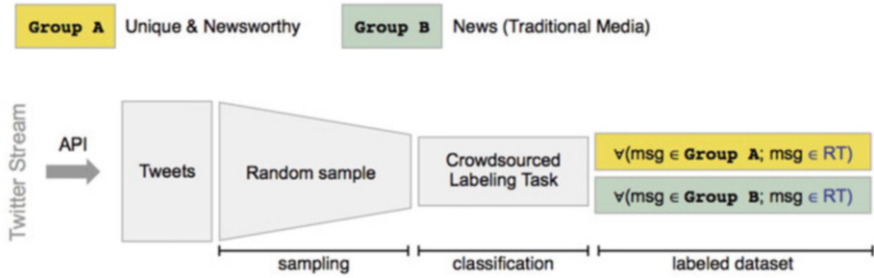 Group A Unique & Newsworthy Group B News (Traditional Media)
Twitter Stream
API
Tweets
Random sample
Crowdsourced
Labeling Task
∀(msg ∈ Group A; msg ∈ RT)
∀(msg ∈ Group B; msg ∈ RT)
sampling classification labeled dataset